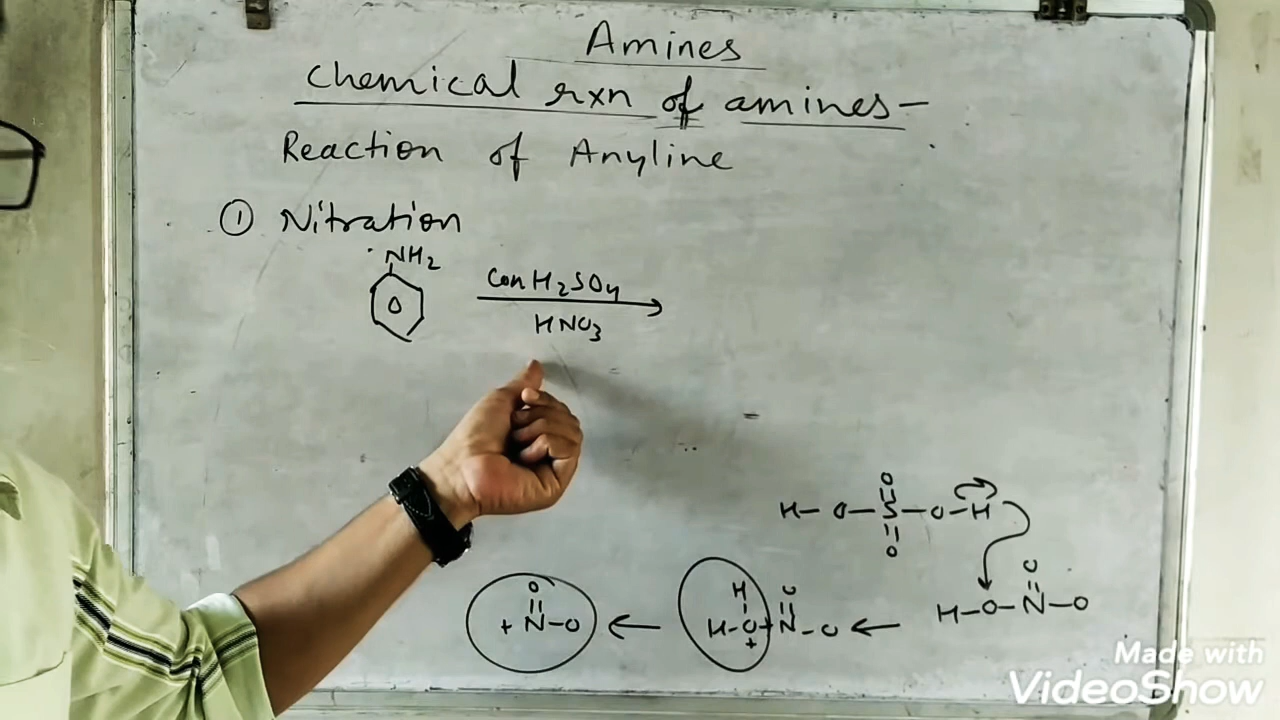 Amines
Chemical rxn of amines-
Reaction of Anyline
① Nitration
NH2
Con H2SO4
HNO3
O
H-O-S-O-H
O
O
H-O-N-O
H O
H-O-N-O
+
O
+ N-O
Made with
VideoShow